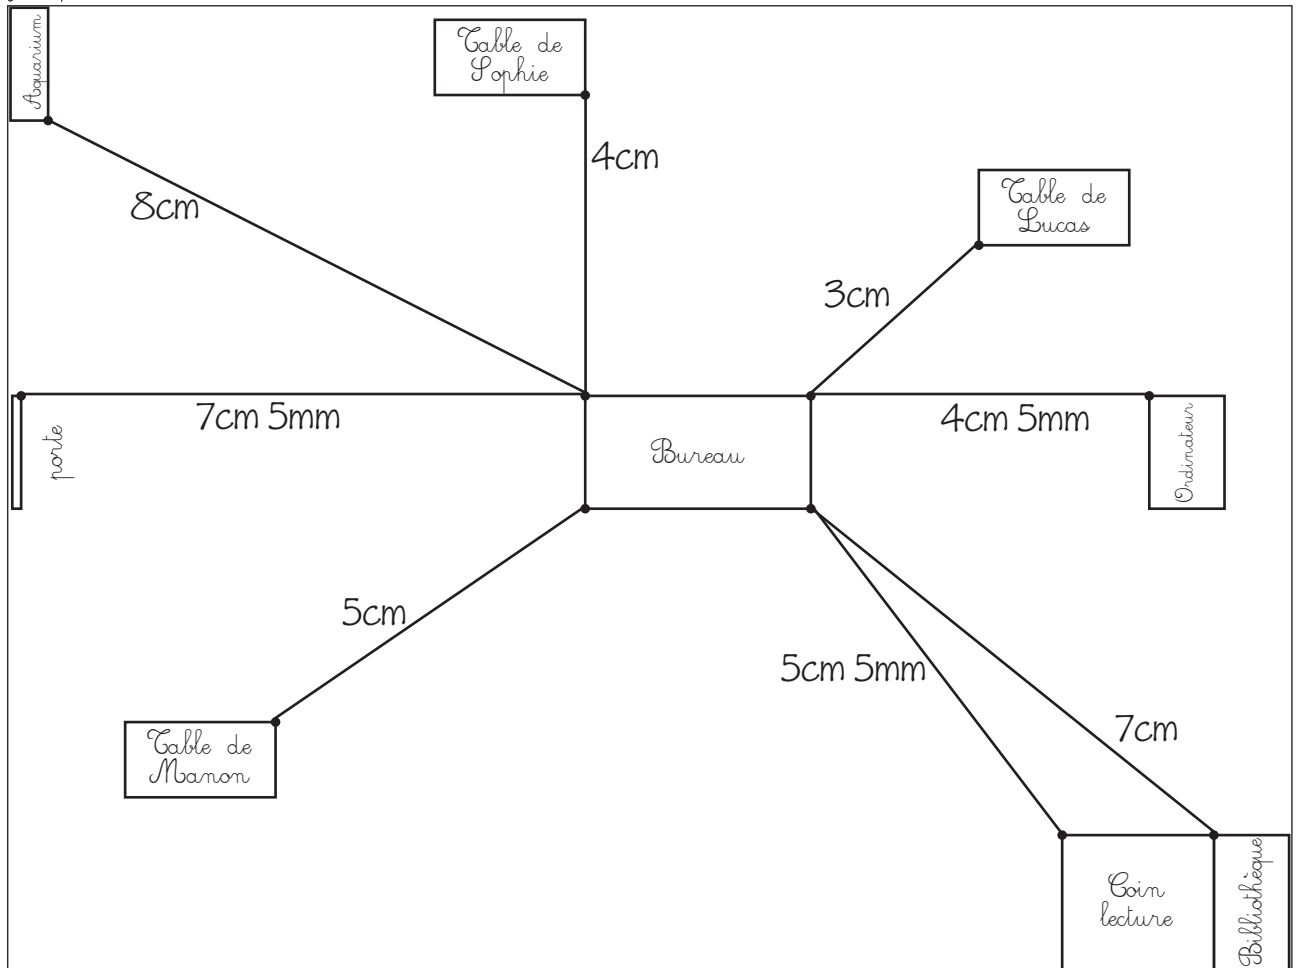 Aquarium
Table de
Sophie
4cm
8cm
Table de
Lucas
3cm
7cm 5mm
4cm 5mm
porte
Bureau
Ordinateur
5cm
5cm 5mm
7cm
Table de
Manon
Coin
lecture
Bibliothèque